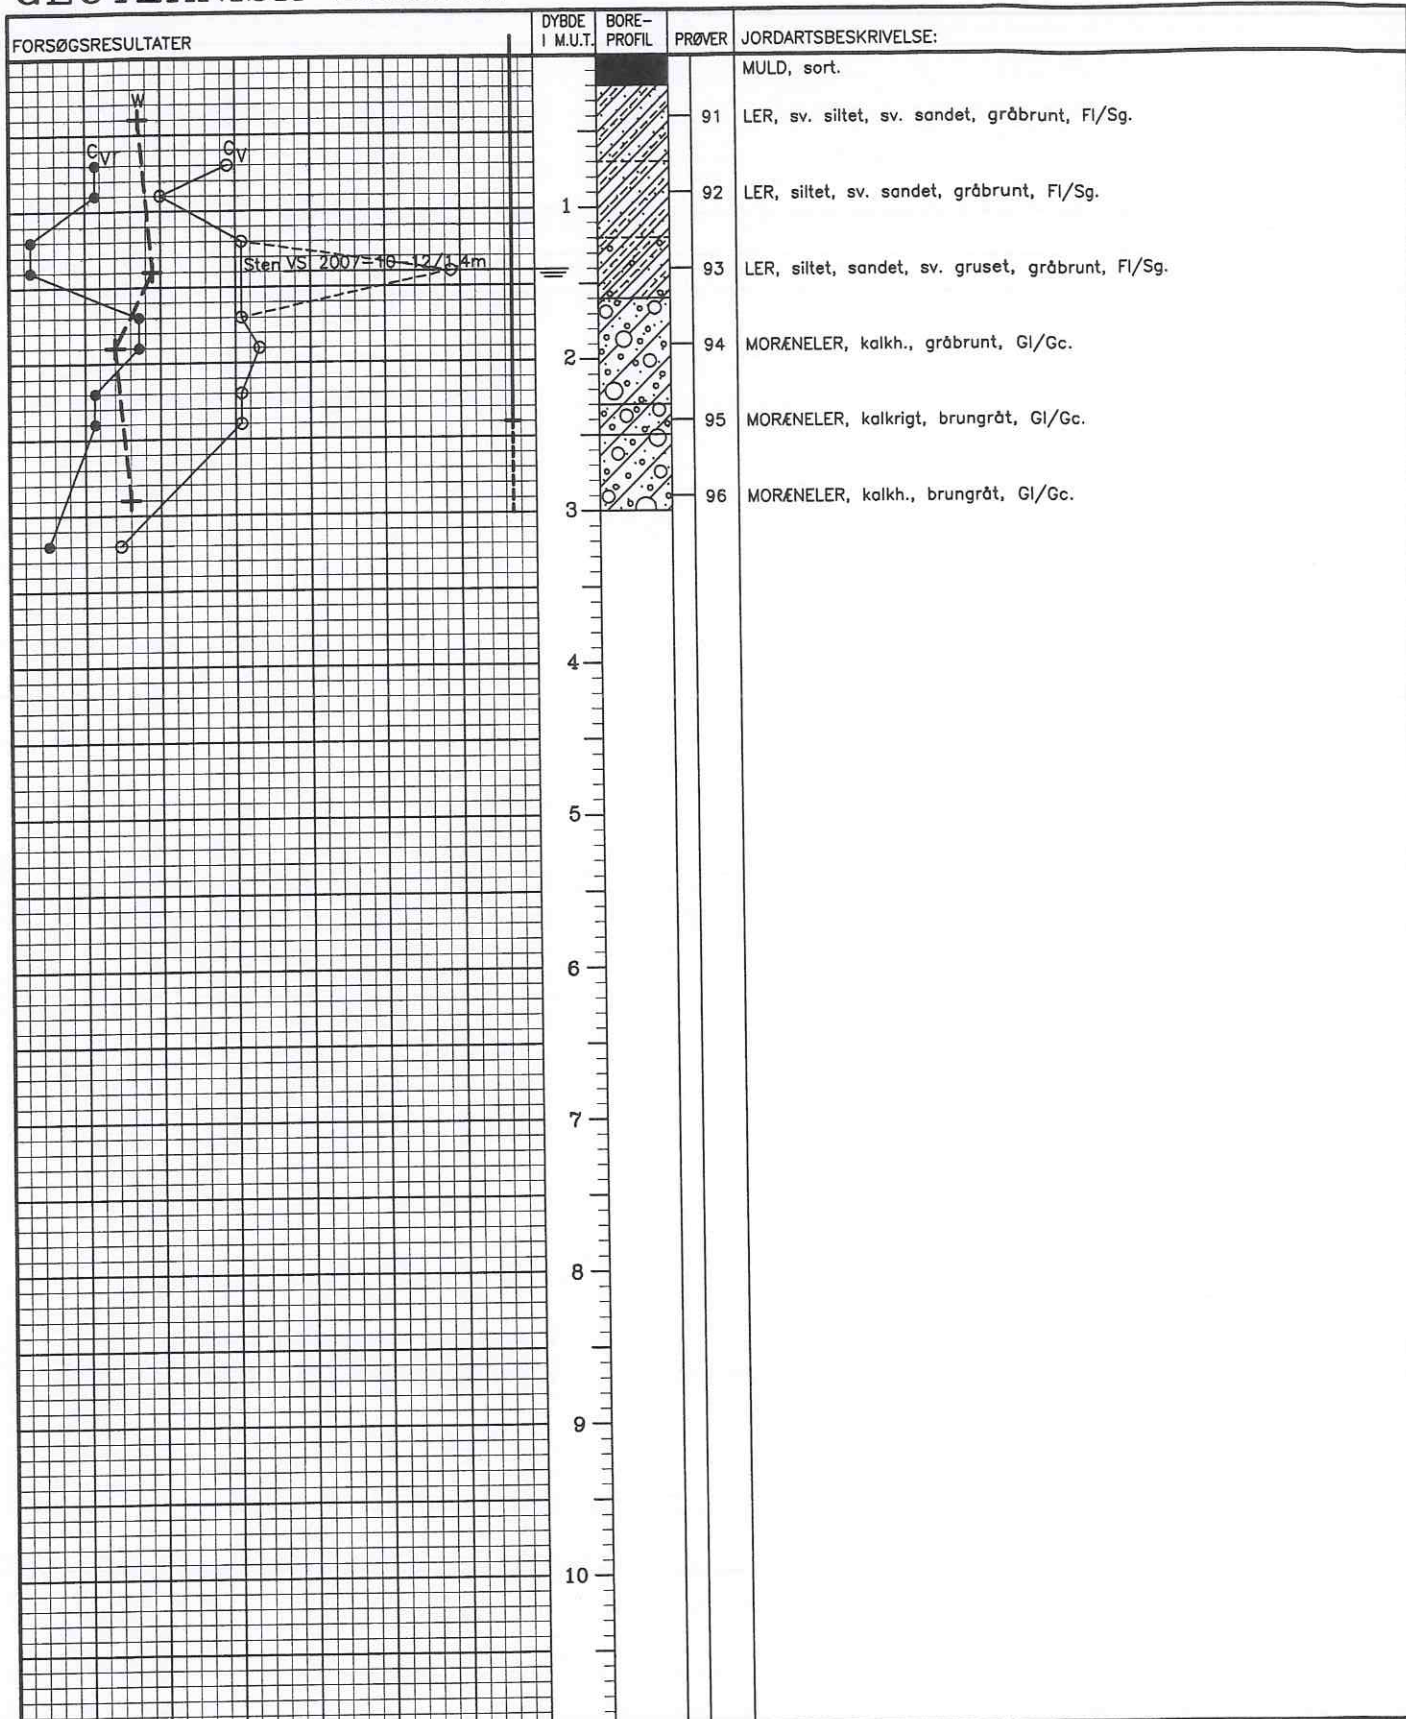 FORSØGSRESULTATER
DYBDE I M.U.T.
BORE-PROFIL
PRØVER
JORDARTSBESKRIVELSE:
MULD, sort.
W
91 LER, sv. siltet, sv. sandet, gråbrunt, Fl/Sg.
Cvr
Cv
92 LER, siltet, sv. sandet, gråbrunt, Fl/Sg.
1
Sten VS 2007-10-12/1,4m
93 LER, siltet, sandet, sv. gruset, gråbrunt, Fl/Sg.
94 MORÆNELER, kalkh., gråbrunt, Gl/Gc.
2
95 MORÆNELER, kalkrigt, brungråt, Gl/Gc.
96 MORÆNELER, kalkh., brungråt, Gl/Gc.
3
4
5
6
7
8
9
10